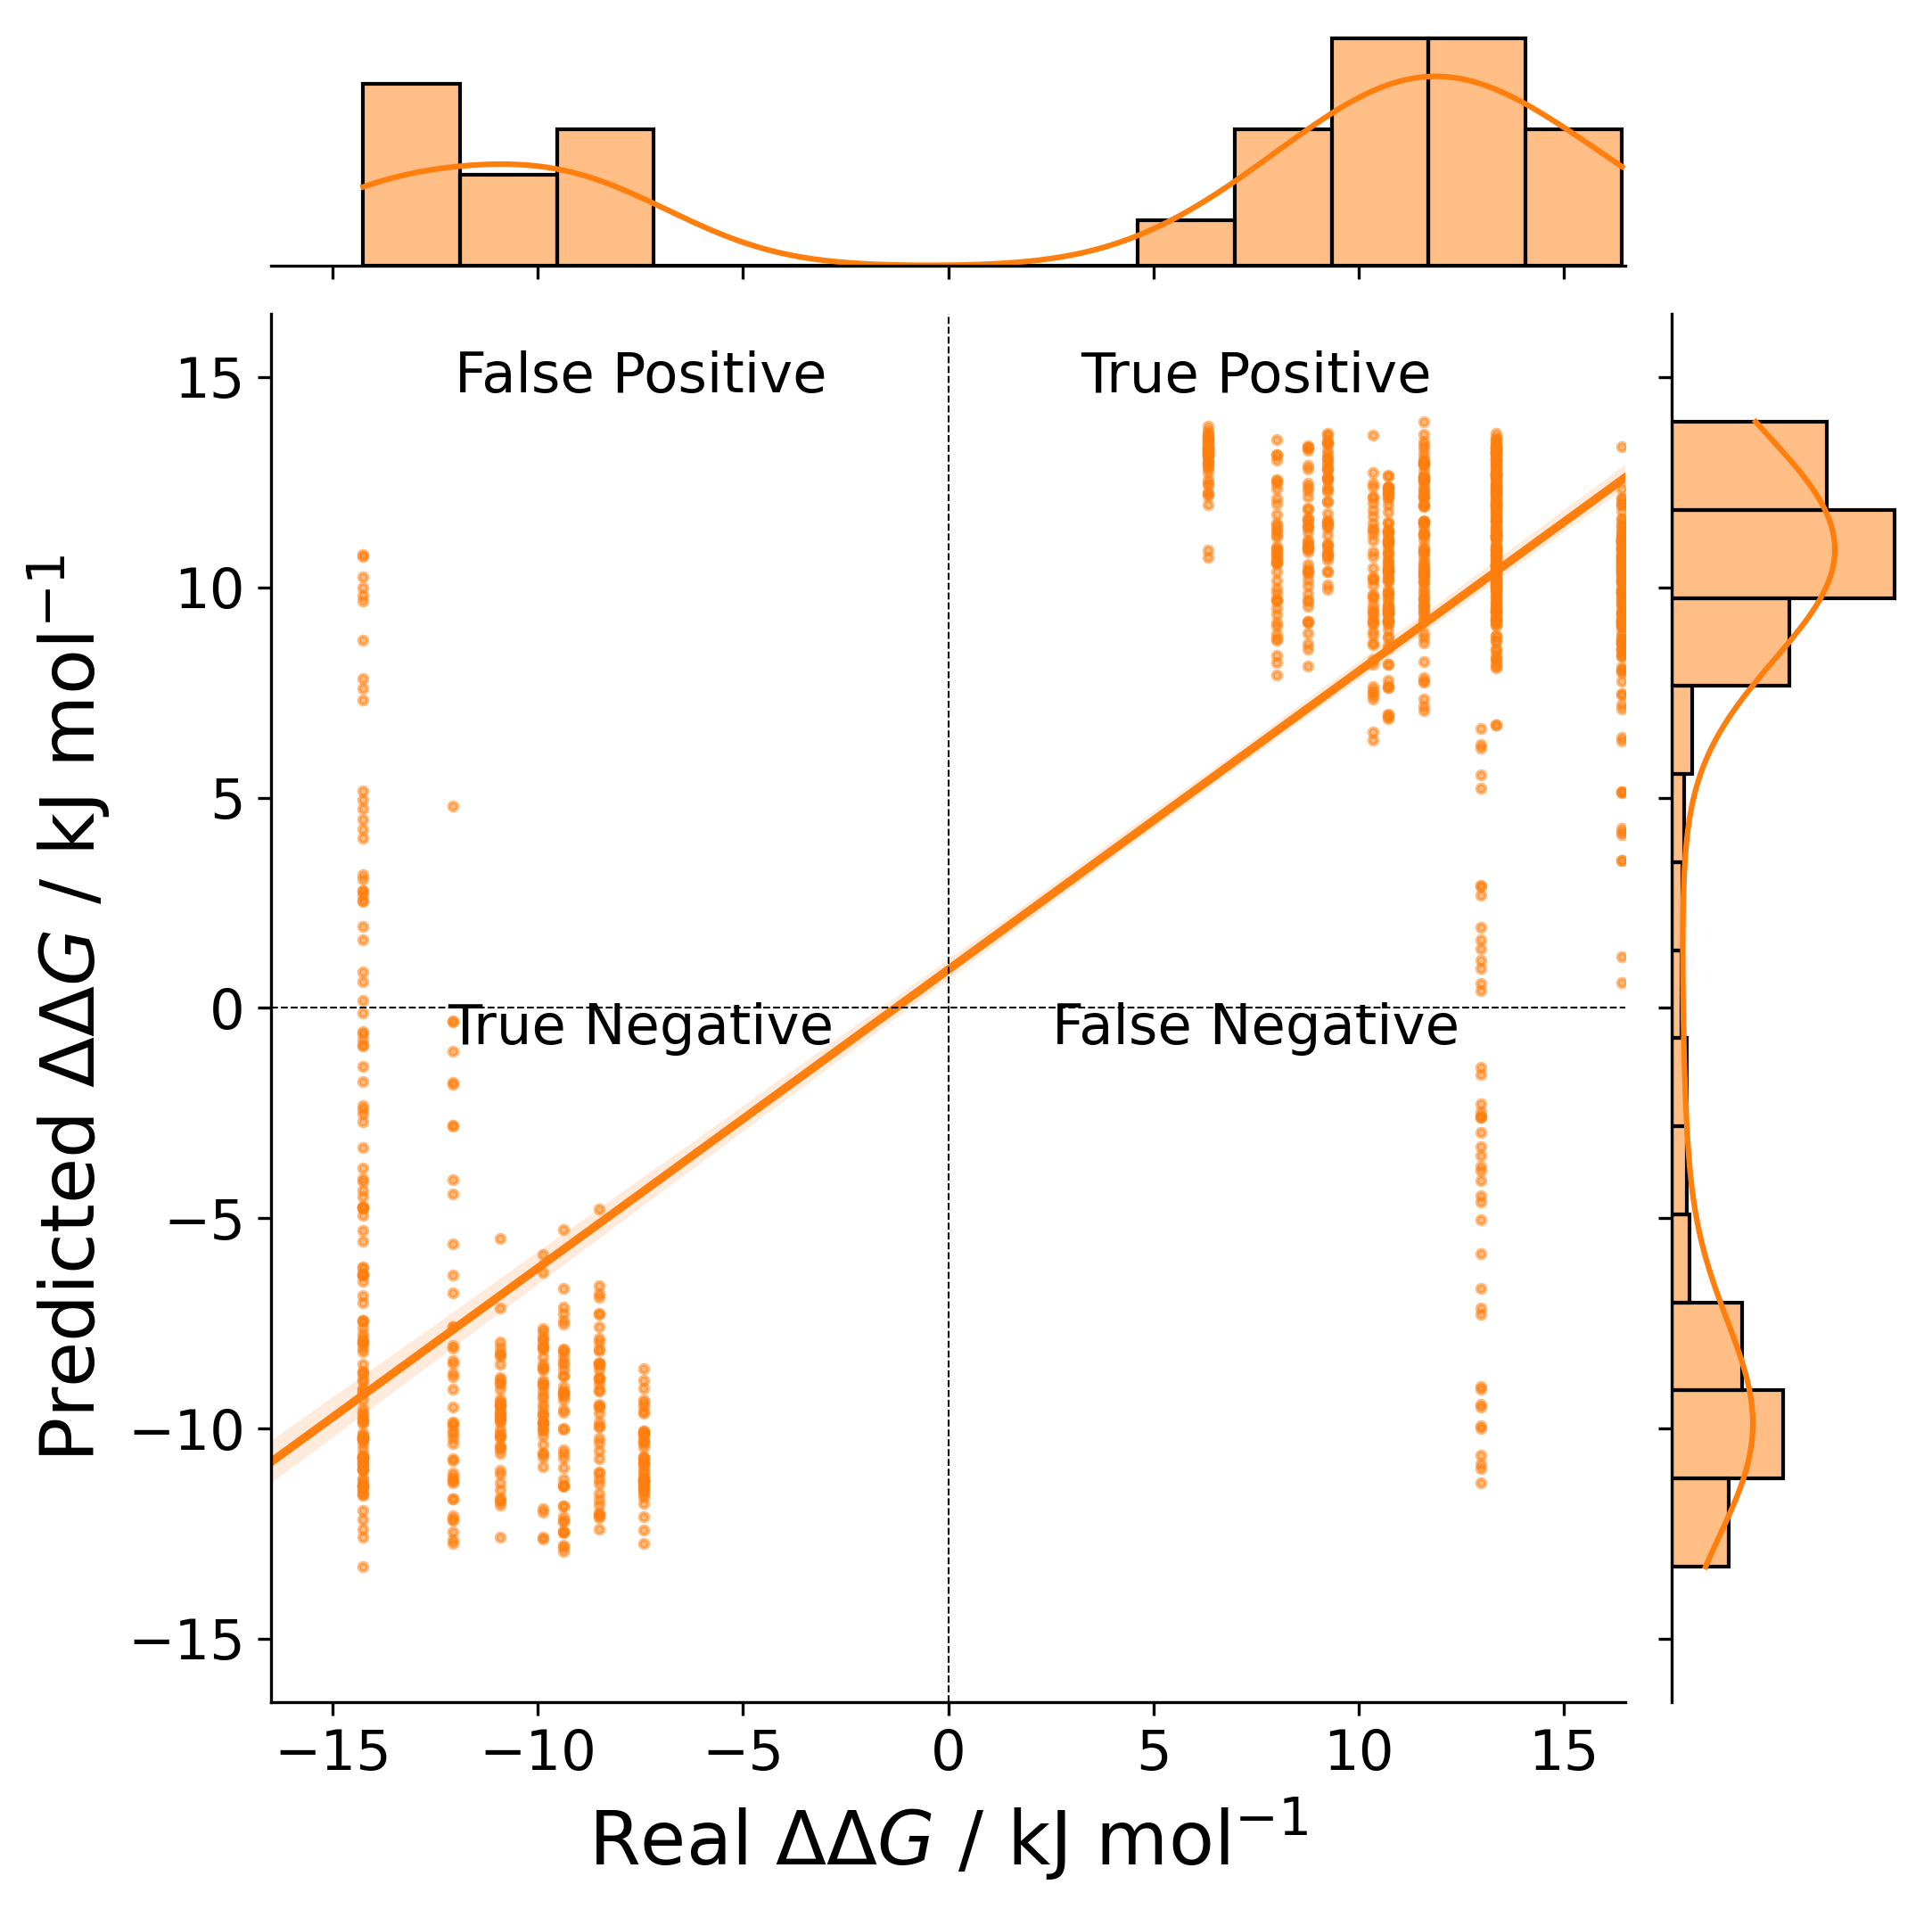 False Positive
True Positive
15
10
5
0
−5
−10
−15
True Negative
False Negative
Predicted ΔΔG / kJ mol⁻¹
−15
−10
−5
0
5
10
15
Real ΔΔG / kJ mol⁻¹